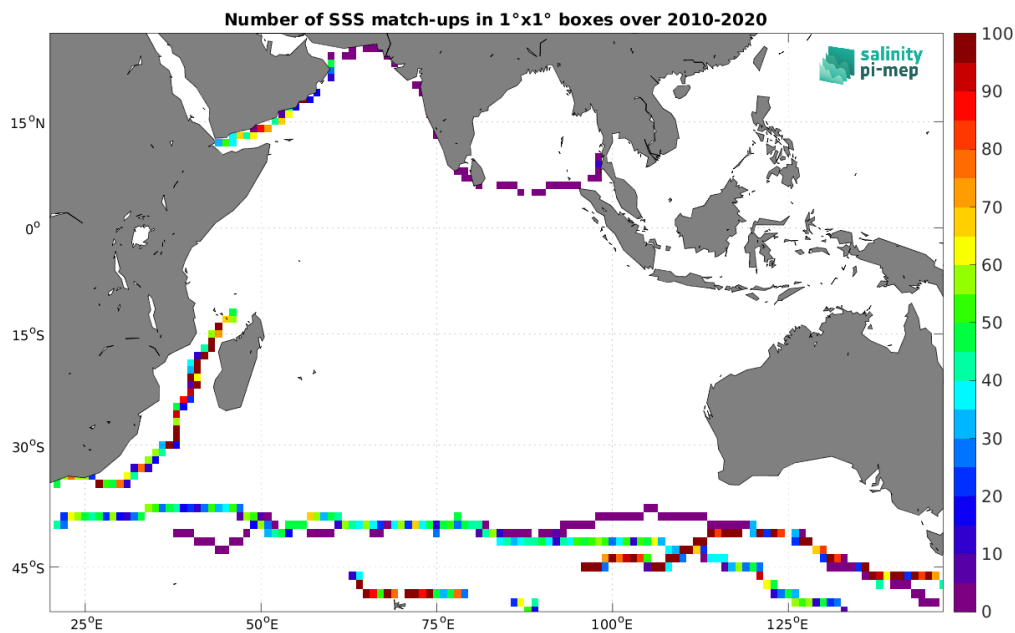 Number of SSS match-ups in 1°x1° boxes over 2010-2020
salinity
pi-mep
15°N
0°
15°S
30°S
45°S
25°E
50°E
75°E
100°E
125°E
100
90
80
70
60
50
40
30
20
10
0